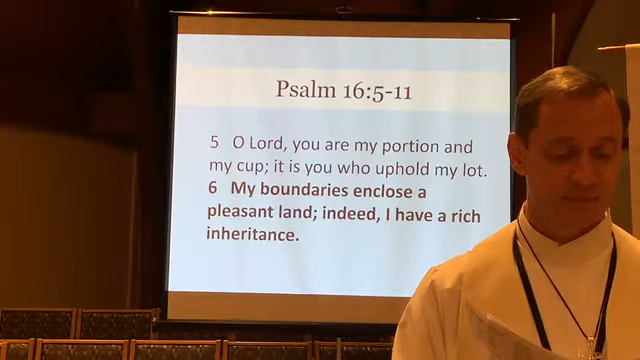 Psalm 16:5-11
5 O Lord, you are my portion and
my cup; it is you who uphold my lot.
6 My boundaries enclose a
pleasant land; indeed, I have a rich
inheritance.